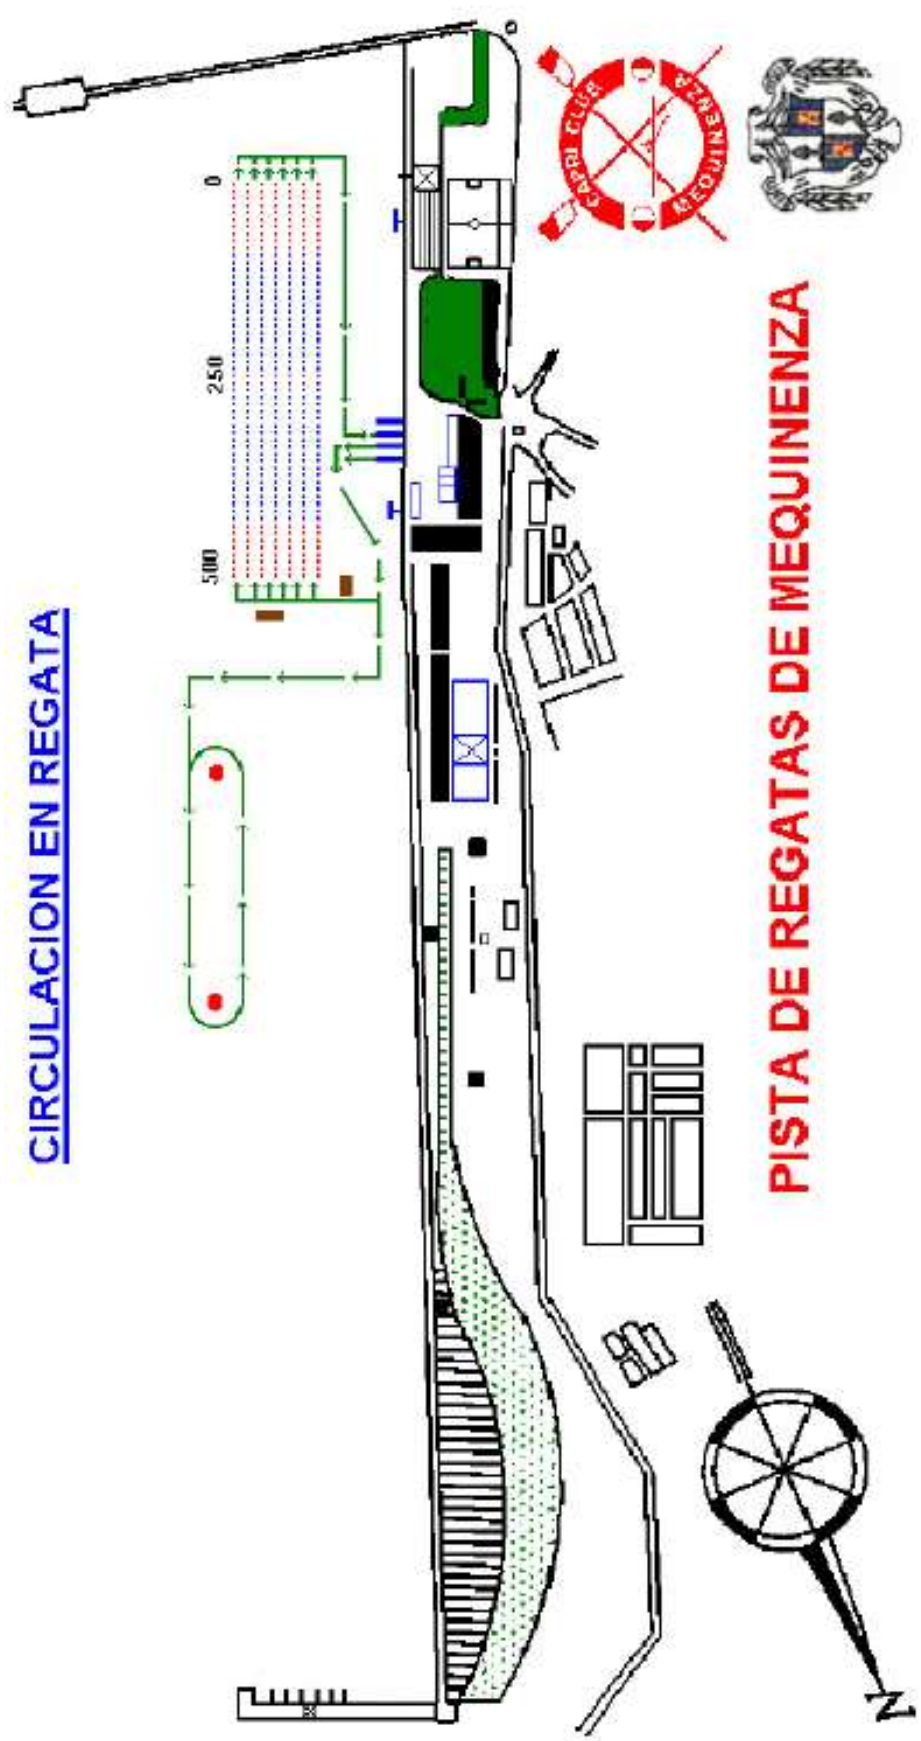 CIRCULACION EN REGATA
500
250
0
CAPRI CLUB
MEQUINENZA
PISTA DE REGATAS DE MEQUINENZA
N